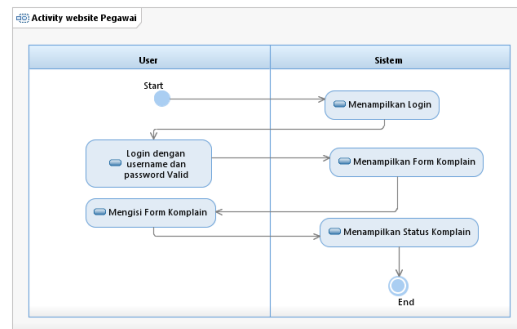 Activity website Pegawai
User
Sistem
Start
Menampilkan Login
Login dengan
username dan
password Valid
Menampilkan Form Komplain
Mengisi Form Komplain
Menampilkan Status Komplain
End